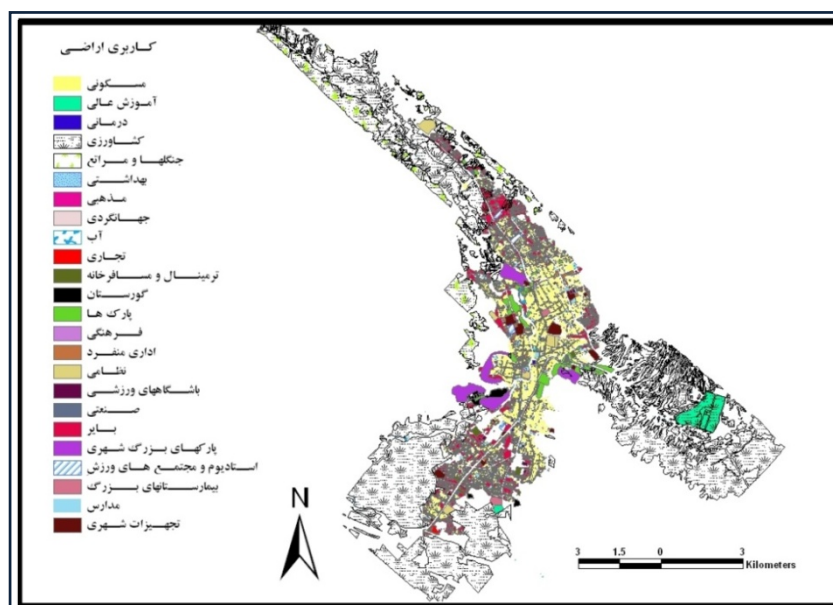 کاربری اراضی
مسکونی
آموزش عالی
درمانی
کشاورزی
جنگلها و مراتع
بهداشتی
مذهبی
جهانگردی
آب
تجاری
ترمینال و مسافرخانه
گورستان
پارک ها
فرهنگی
اداری منفرد
نظامی
باشگاههای ورزشی
صنعتی
بایر
پارکهای بزرگ شهری
استادیوم و مجتمع های ورزش
بیمارستانهای بزرگ
مدارس
تجهیزات شهری
N
3 1.5 0 3
Kilometers